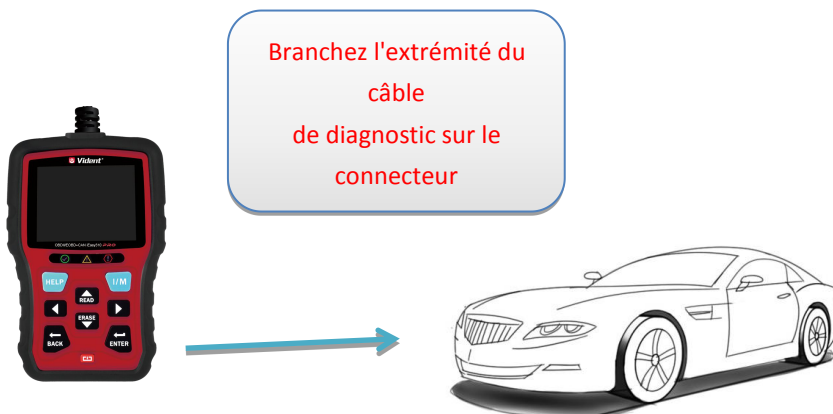 Branchez l'extrémité du
câble
de diagnostic sur le
connecteur
Vident
HELP
I/M
READ
ERASE
BACK
ENTER